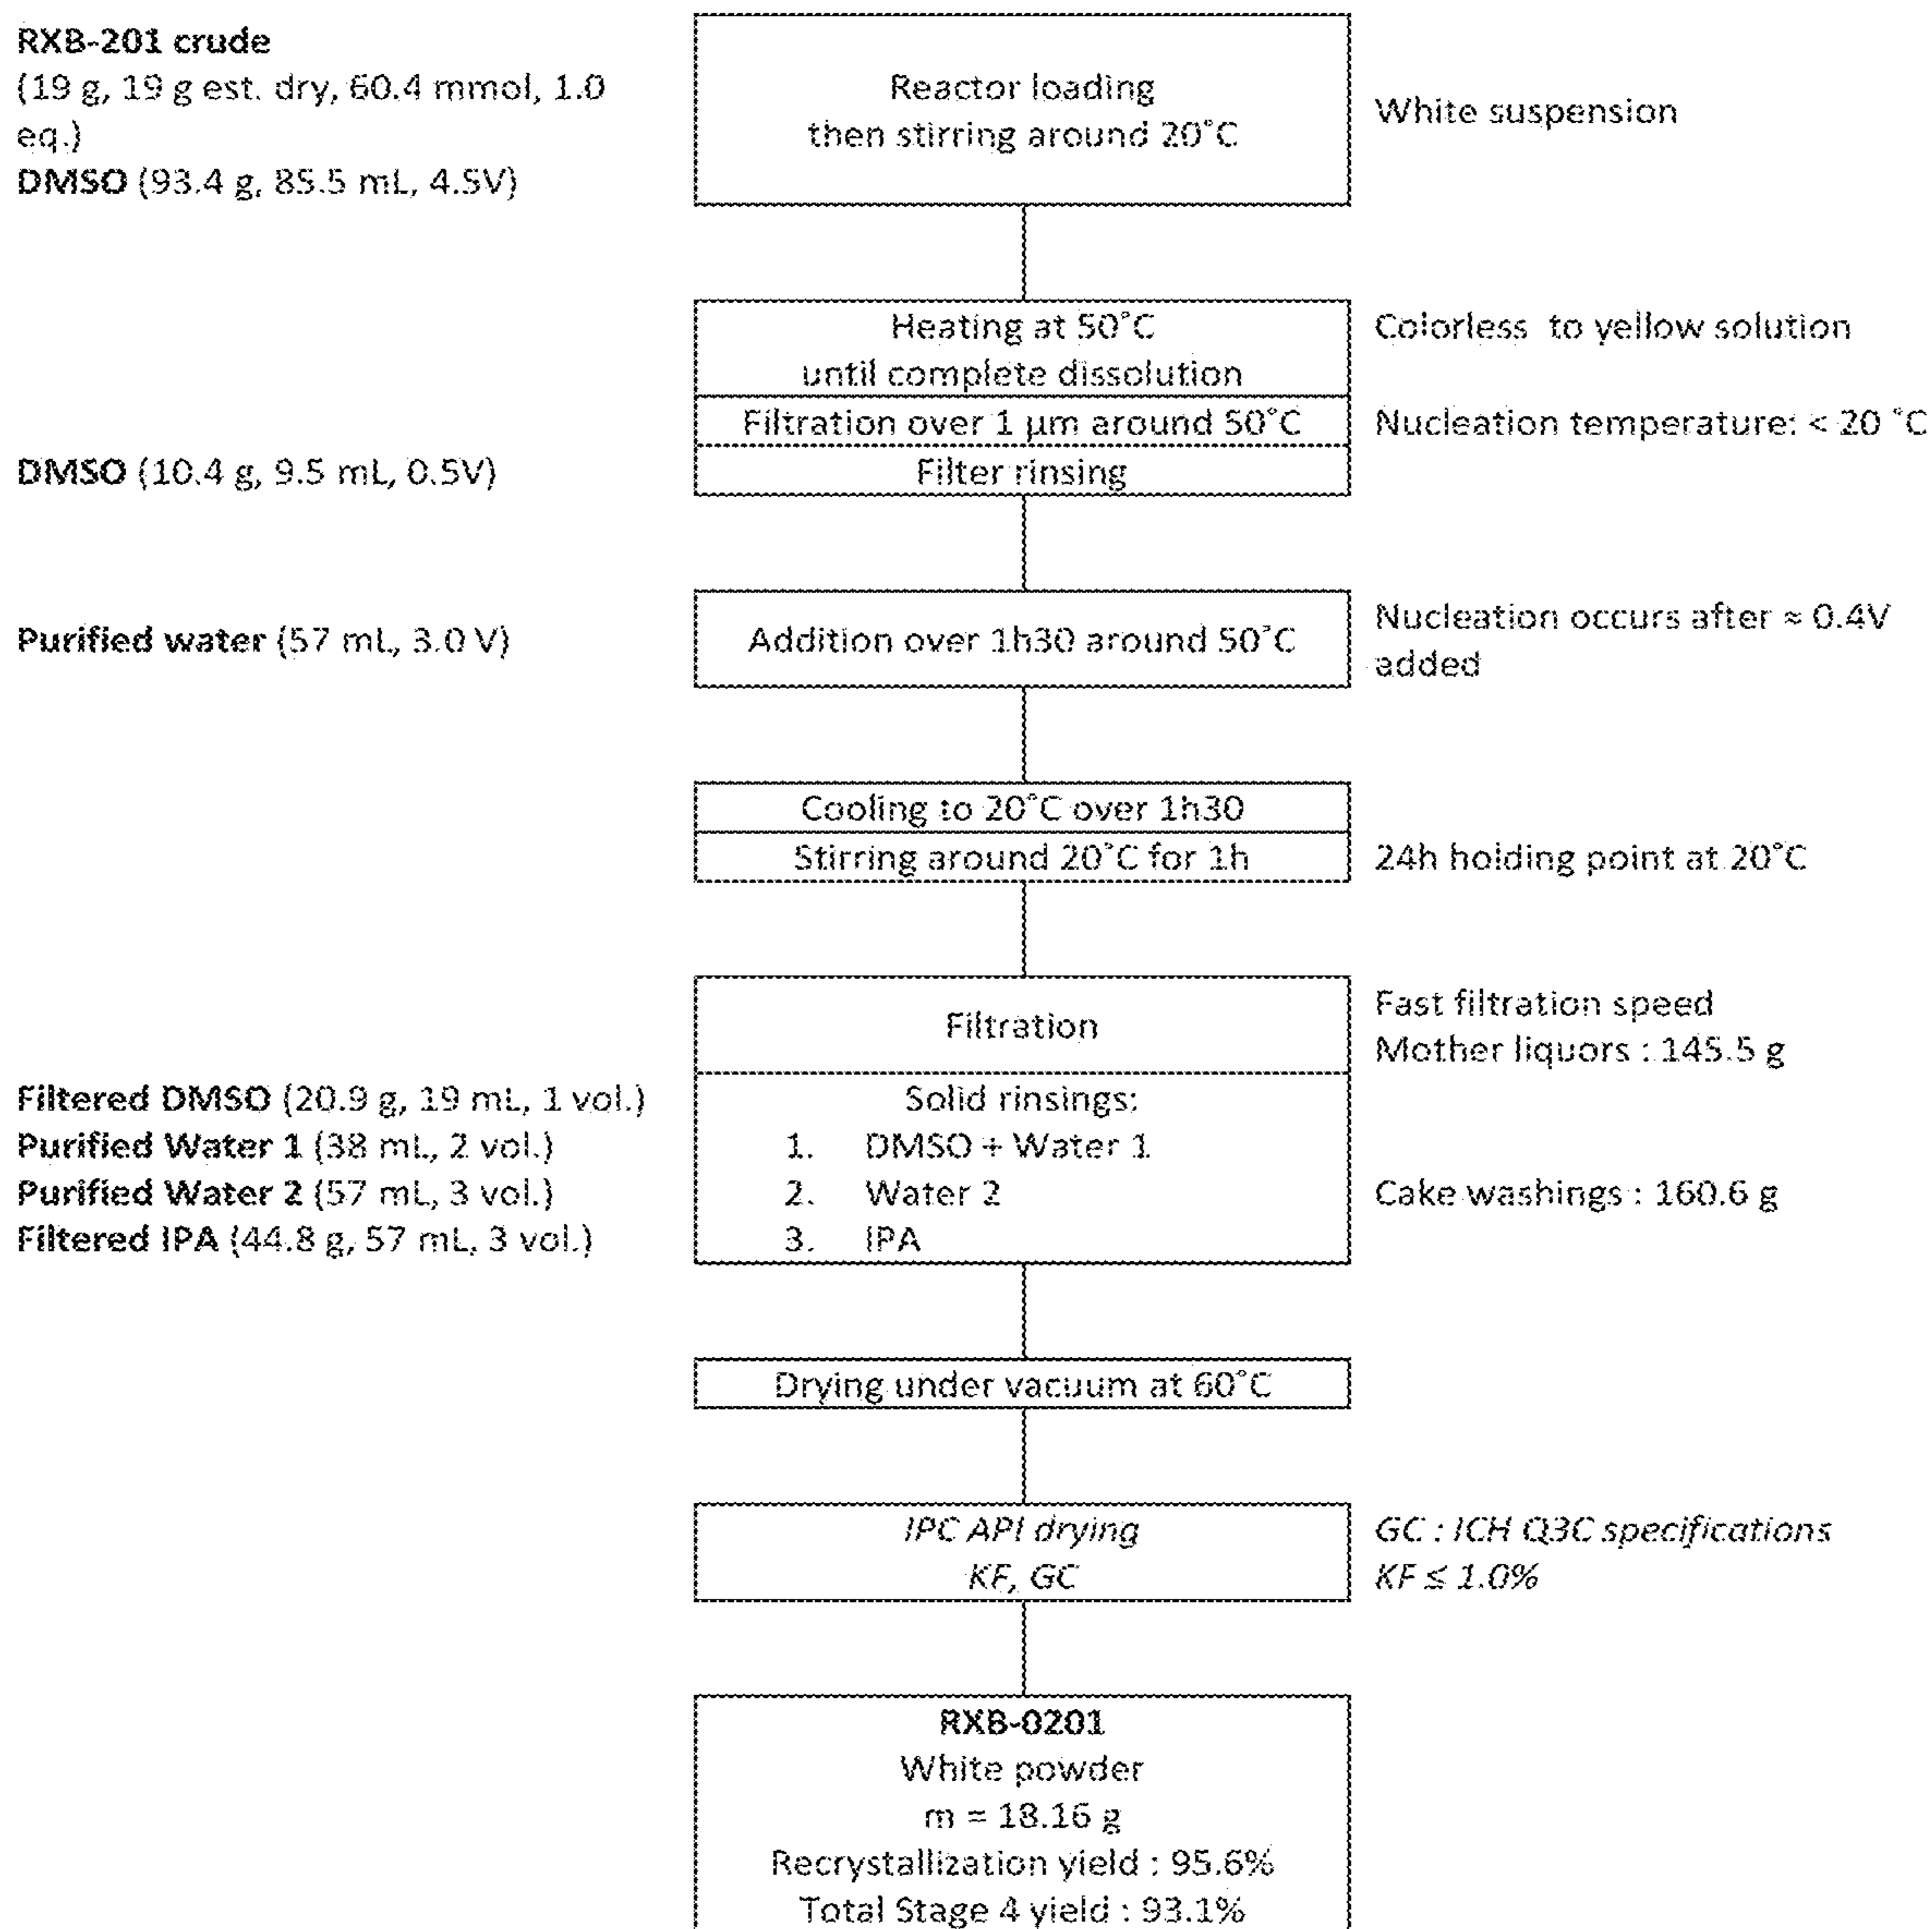 RXB-201 crude
(19 g, 19 g est. dry, 60.4 mmol, 1.0
eq.)
DMSO (93.4 g, 85.5 mL, 4.5V)
Reactor loading
then stirring around 20°C
White suspension
Heating at 50°C
until complete dissolution
Colorless to yellow solution
Filtration over 1 µm around 50°C
Nucleation temperature: < 20 °C
DMSO (10.4 g, 9.5 mL, 0.5V)
Filter rinsing
Purified water (57 mL, 3.0 V)
Addition over 1h30 around 50°C
Nucleation occurs after ≈ 0.4V
added
Cooling to 20°C over 1h30
Stirring around 20°C for 1h
24h holding point at 20°C
Filtration
Fast filtration speed
Mother liquors : 145.5 g
Filtered DMSO (20.9 g, 19 mL, 1 vol.)
Purified Water 1 (38 mL, 2 vol.)
Purified Water 2 (57 mL, 3 vol.)
Filtered IPA (44.8 g, 57 mL, 3 vol.)
Solid rinsings:
1. DMSO + Water 1
2. Water 2
3. IPA
Cake washings : 160.6 g
Drying under vacuum at 60°C
IPC API drying
KF, GC
GC : ICH Q3C specifications
KF ≤ 1.0%
RXB-0201
White powder
m = 18.16 g
Recrystallization yield : 95.6%
Total Stage 4 yield : 93.1%